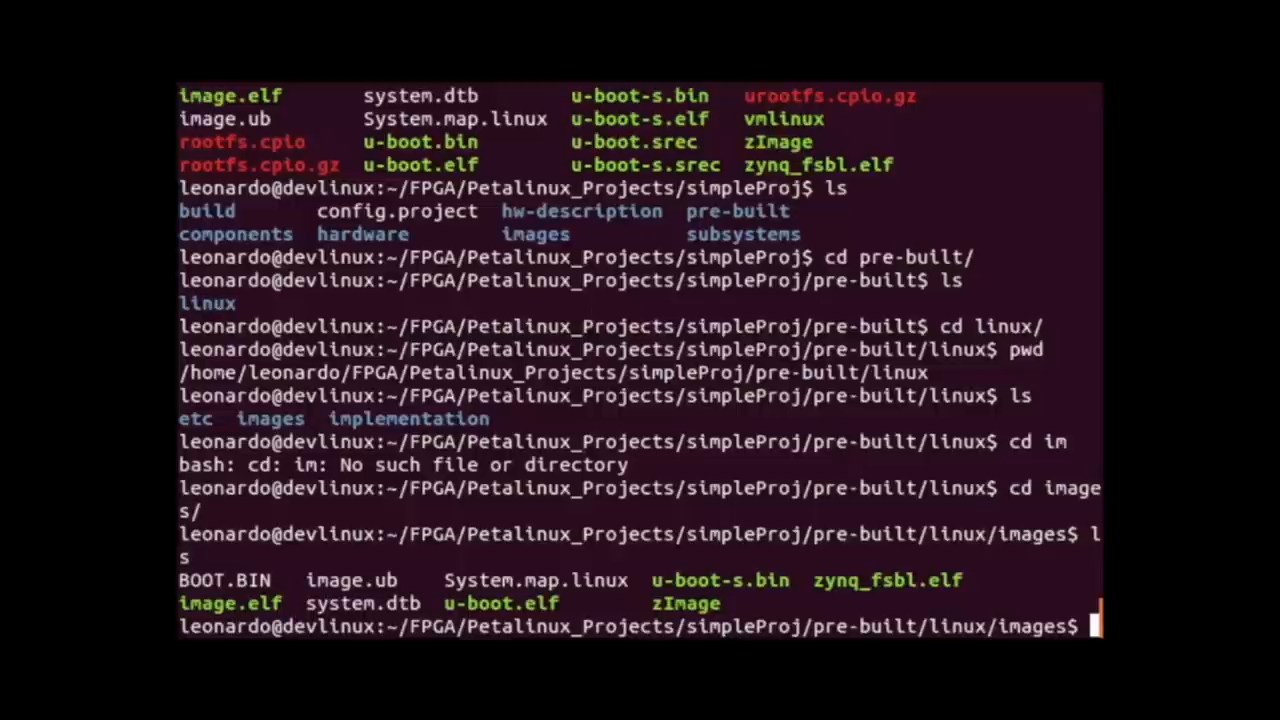 image.elf system.dtb u-boot-s.bin urootfs.cpio.gz
image.ub System.map.linux u-boot-s.elf vmlinux
rootfs.cpio u-boot.bin u-boot.srec zImage
rootfs.cpio.gz u-boot.elf u-boot-s.srec zynq_fsbl.elf
leonardo@devlinux:~/FPGA/Petalinux_Projects/simpleProj$ ls
build config.project hw-description pre-built
components hardware images subsystems
leonardo@devlinux:~/FPGA/Petalinux_Projects/simpleProj$ cd pre-built/
leonardo@devlinux:~/FPGA/Petalinux_Projects/simpleProj/pre-built$ ls
linux
leonardo@devlinux:~/FPGA/Petalinux_Projects/simpleProj/pre-built$ cd linux/
leonardo@devlinux:~/FPGA/Petalinux_Projects/simpleProj/pre-built/linux$ pwd
/home/leonardo/FPGA/Petalinux_Projects/simpleProj/pre-built/linux
leonardo@devlinux:~/FPGA/Petalinux_Projects/simpleProj/pre-built/linux$ ls
etc images implementation
leonardo@devlinux:~/FPGA/Petalinux_Projects/simpleProj/pre-built/linux$ cd im
bash: cd: im: No such file or directory
leonardo@devlinux:~/FPGA/Petalinux_Projects/simpleProj/pre-built/linux$ cd image
s/
leonardo@devlinux:~/FPGA/Petalinux_Projects/simpleProj/pre-built/linux/images$ l
s
BOOT.BIN image.ub System.map.linux u-boot-s.bin zynq_fsbl.elf
image.elf system.dtb u-boot.elf zImage
leonardo@devlinux:~/FPGA/Petalinux_Projects/simpleProj/pre-built/linux/images$